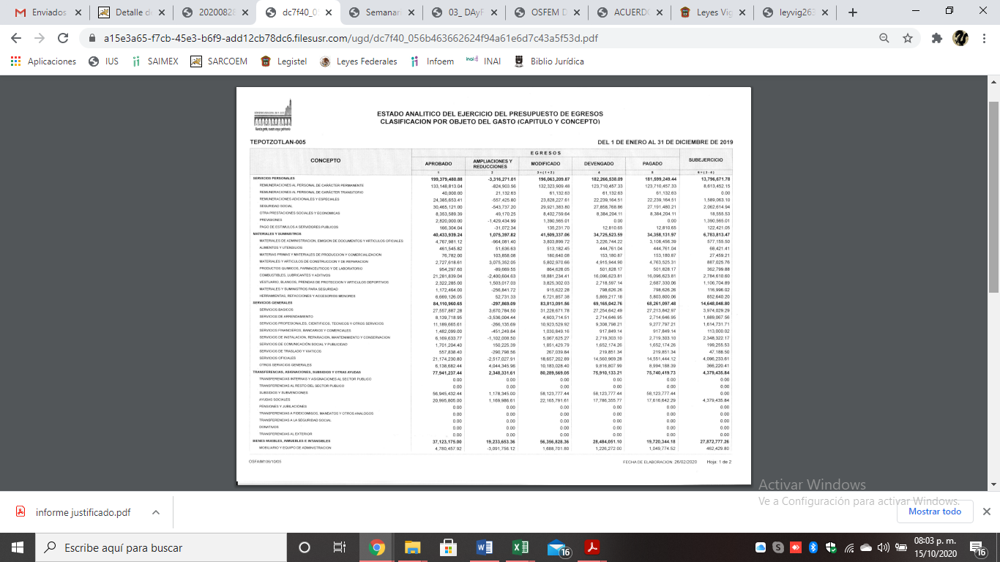 Enviados
Detalle d
20200828
dc7f40_0
Semanar
03_ DAyF
OSFEM D
ACUERDO
Leyes Vig
leyvig263
a15e3a65-f7cb-45e3-b6f9-add12cb78dc6.filesusr.com/ugd/dc7f40_056b463662624f94a61e6d7c43a5f53d.pdf
Aplicaciones IUS SAIMEX SARCOEM Legistel Leyes Federales Infoem INAI Biblio Jurídica
ESTADO ANALITICO DEL EJERCICIO DEL PRESUPUESTO DE EGRESOS
CLASIFICACION POR OBJETO DEL GASTO (CAPITULO Y CONCEPTO)
TEPOTZOTLAN-005 DEL 1 DE ENERO AL 31 DE DICIEMBRE DE 2019
CONCEPTO
E G R E S O S
APROBADO AMPLIACIONES Y REDUCCIONES MODIFICADO DEVENGADO PAGADO SUBEJERCICIO
1 2 3 = ( 1 + 2 ) 4 5 6 = ( 3 - 4 )
SERVICIOS PERSONALES 199,379,480.88 -3,316,271.01 196,063,209.87 182,266,538.09 181,599,249.44 13,796,671.78
REMUNERACIONES AL PERSONAL DE CARÁCTER PERMANENTE 133,148,813.04 -824,903.56 132,323,909.48 123,710,457.33 123,710,457.33 8,613,452.15
REMUNERACIONES AL PERSONAL DE CARÁCTER TRANSITORIO 40,000.00 21,132.63 61,132.63 61,132.63 61,132.63 0.00
REMUNERACIONES ADICIONALES Y ESPECIALES 24,385,653.41 -557,425.80 23,828,227.61 22,239,164.51 22,239,164.51 1,589,063.10
SEGURIDAD SOCIAL 30,465,121.00 -543,737.20 29,921,383.80 27,858,768.86 27,191,480.21 2,062,614.94
OTRA PRESTACIONES SOCIALES Y ECONOMICAS 8,353,589.39 49,170.25 8,402,759.64 8,384,204.11 8,384,204.11 18,555.53
PREVISIONES 2,820,000.00 -1,429,434.99 1,390,565.01 0.00 0.00 1,390,565.01
PAGO DE ESTIMULOS A SERVIDORES PUBLICOS 166,304.04 -31,072.34 135,231.70 12,810.65 12,810.65 122,421.05
MATERIALES Y SUMINISTROS 40,433,939.24 1,075,397.82 41,509,337.06 34,725,523.59 34,358,131.97 6,783,813.47
MATERIALES DE ADMINISTRACION, EMISION DE DOCUMENTOS Y ARTICULOS OFICIALES 4,767,981.12 -964,081.40 3,803,899.72 3,226,744.22 3,108,456.39 577,155.50
ALIMENTOS Y UTENSILIOS 461,545.82 51,636.63 513,182.45 444,761.04 444,761.04 68,421.41
MATERIAS PRIMAS Y MATERIALES DE PRODUCCION Y COMERCIALIZACION 76,782.00 103,858.08 180,640.08 153,180.87 153,180.87 27,459.21
MATERIALES Y ARTICULOS DE CONSTRUCCION Y DE REPARACION 2,727,618.61 3,075,352.05 5,802,970.66 4,915,944.90 4,763,525.31 887,025.76
PRODUCTOS QUIMICOS, FARMACEUTICOS Y DE LABORATORIO 954,297.60 -89,669.55 864,628.05 501,828.17 501,828.17 362,799.88
COMBUSTIBLES, LUBRICANTES Y ADITIVOS 21,281,839.04 -2,400,604.63 18,881,234.41 16,096,623.81 16,096,623.81 2,784,610.60
VESTUARIO, BLANCOS, PRENDAS DE PROTECCION Y ARTICULOS DEPORTIVOS 2,322,285.00 1,503,017.03 3,825,302.03 2,718,597.14 2,687,330.06 1,106,704.89
MATERIALES Y SUMINISTROS PARA SEGURIDAD 1,172,464.00 -256,841.72 915,622.28 798,626.26 798,626.26 116,996.02
HERRAMIENTAS, REFACCIONES Y ACCESORIOS MENORES 6,669,126.05 52,731.33 6,721,857.38 5,869,217.18 5,803,800.06 852,640.20
SERVICIOS GENERALES 84,110,960.65 -297,869.09 83,813,091.56 69,165,042.76 68,261,097.48 14,648,048.80
SERVICIOS BASICOS 27,557,887.28 3,670,784.50 31,228,671.78 27,254,642.49 27,213,842.97 3,974,029.29
SERVICIOS DE ARRENDAMIENTO 8,139,718.95 -3,536,004.44 4,603,714.51 2,714,646.95 2,714,646.95 1,889,067.56
SERVICIOS PROFESIONALES, CIENTIFICOS, TECNICOS Y OTROS SERVICIOS 11,189,665.61 -266,135.69 10,923,529.92 9,308,798.21 9,277,797.21 1,614,731.71
SERVICIOS FINANCIEROS, BANCARIOS Y COMERCIALES 1,482,099.00 -451,249.84 1,030,849.16 917,849.14 917,849.14 113,000.02
SERVICIOS DE INSTALACION, REPARACION, MANTENIMIENTO Y CONSERVACION 6,169,633.77 -1,102,008.50 5,067,625.27 2,719,303.10 2,719,303.10 2,348,322.17
SERVICIOS DE COMUNICACIÓN SOCIAL Y PUBLICIDAD 1,701,204.40 150,225.39 1,851,429.79 1,652,174.26 1,652,174.26 199,255.53
SERVICIOS DE TRASLADO Y VIATICOS 557,838.40 -290,798.56 267,039.84 219,851.34 219,851.34 47,188.50
SERVICIOS OFICIALES 21,174,230.80 -2,517,027.91 18,657,202.89 14,560,969.28 14,551,444.12 4,096,233.61
OTROS SERVICIOS GENERALES 6,138,682.44 4,044,345.96 10,183,028.40 9,816,807.99 8,994,188.39 366,220.41
TRANSFERENCIAS, ASIGNACIONES, SUBSIDIOS Y OTRAS AYUDAS 77,941,237.44 2,348,331.61 80,289,569.05 75,910,133.21 75,740,419.73 4,379,435.84
TRANSFERENCIAS INTERNAS Y ASIGNACIONES AL SECTOR PUBLICO 0.00 0.00 0.00 0.00 0.00 0.00
TRANSFERENCIAS AL RESTO DEL SECTOR PUBLICO 0.00 0.00 0.00 0.00 0.00 0.00
SUBSIDIOS Y SUBVENCIONES 56,945,432.44 1,178,345.00 58,123,777.44 58,123,777.44 58,123,777.44 0.00
AYUDAS SOCIALES 20,995,805.00 1,169,986.61 22,165,791.61 17,786,355.77 17,616,642.29 4,379,435.84
PENSIONES Y JUBILACIONES 0.00 0.00 0.00 0.00 0.00 0.00
TRANSFERENCIAS A FIDEICOMISOS, MANDATOS Y OTROS ANALOGOS 0.00 0.00 0.00 0.00 0.00 0.00
TRANSFERENCIAS A LA SEGURIDAD SOCIAL 0.00 0.00 0.00 0.00 0.00 0.00
DONATIVOS 0.00 0.00 0.00 0.00 0.00 0.00
TRANSFERENCIAS AL EXTERIOR 0.00 0.00 0.00 0.00 0.00 0.00
BIENES MUEBLES, INMUEBLES E INTANGIBLES 37,123,175.00 19,233,653.36 56,356,828.36 28,484,051.10 19,720,344.18 27,872,777.26
MOBILIARIO Y EQUIPO DE ADMINISTRACION 4,780,457.92 -3,091,756.12 1,688,701.80 1,226,272.00 1,049,774.52 462,429.80
OSFAIM106/10/05 FECHA DE ELABORACION: 26/02/2020 Hoja: 1 de 2
Activar Windows
Ve a Configuración para activar Windows.
informe justificado.pdf
Mostrar todo
Escribe aquí para buscar
16
08:03 p. m.
15/10/2020
16